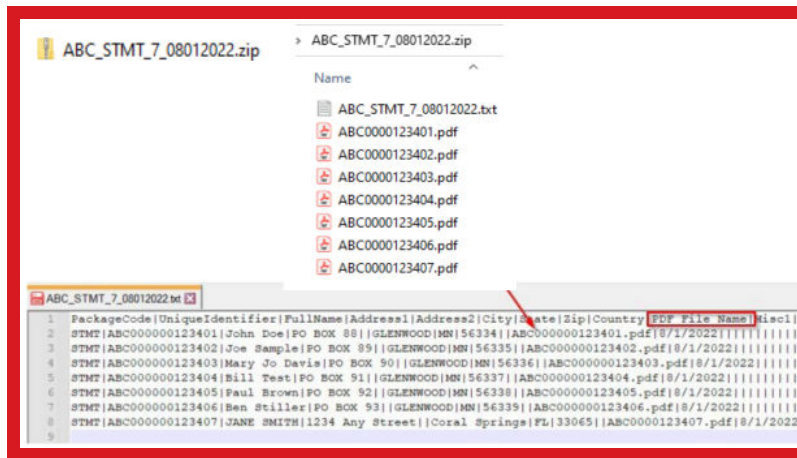 ABC_STMT_7_08012022.zip
ABC_STMT_7_08012022.zip
Name
ABC_STMT_7_08012022.txt
ABC0000123401.pdf
ABC0000123402.pdf
ABC0000123403.pdf
ABC0000123404.pdf
ABC0000123405.pdf
ABC0000123406.pdf
ABC0000123407.pdf
ABC_STMT_7_08012022.txt
1 PackageCode|UniqueIdentifier|FullName|Address1|Address2|City|State|Zip|Country|PDF File Name|Misc1|
2 STMT|ABC000000123401|John Doe|PO BOX 88||GLENWOOD|MN|56334||ABC000000123401.pdf|8/1/2022||||||||||
3 STMT|ABC000000123402|Joe Sample|PO BOX 89||GLENWOOD|MN|56335||ABC000000123402.pdf|8/1/2022||||||||
4 STMT|ABC000000123403|Mary Jo Davis|PO BOX 90||GLENWOOD|MN|56336||ABC000000123403.pdf|8/1/2022|||||
5 STMT|ABC000000123404|Bill Test|PO BOX 91||GLENWOOD|MN|56337||ABC000000123404.pdf|8/1/2022|||||||||
6 STMT|ABC000000123405|Paul Brown|PO BOX 92||GLENWOOD|MN|56338||ABC000000123405.pdf|8/1/2022||||||||
7 STMT|ABC000000123406|Ben Stiller|PO BOX 93||GLENWOOD|MN|56339||ABC000000123406.pdf|8/1/2022|||||||
8 STMT|ABC000000123407|JANE SMITH|1234 Any Street||Coral Springs|FL|33065||ABC0000123407.pdf|8/1/2022
9